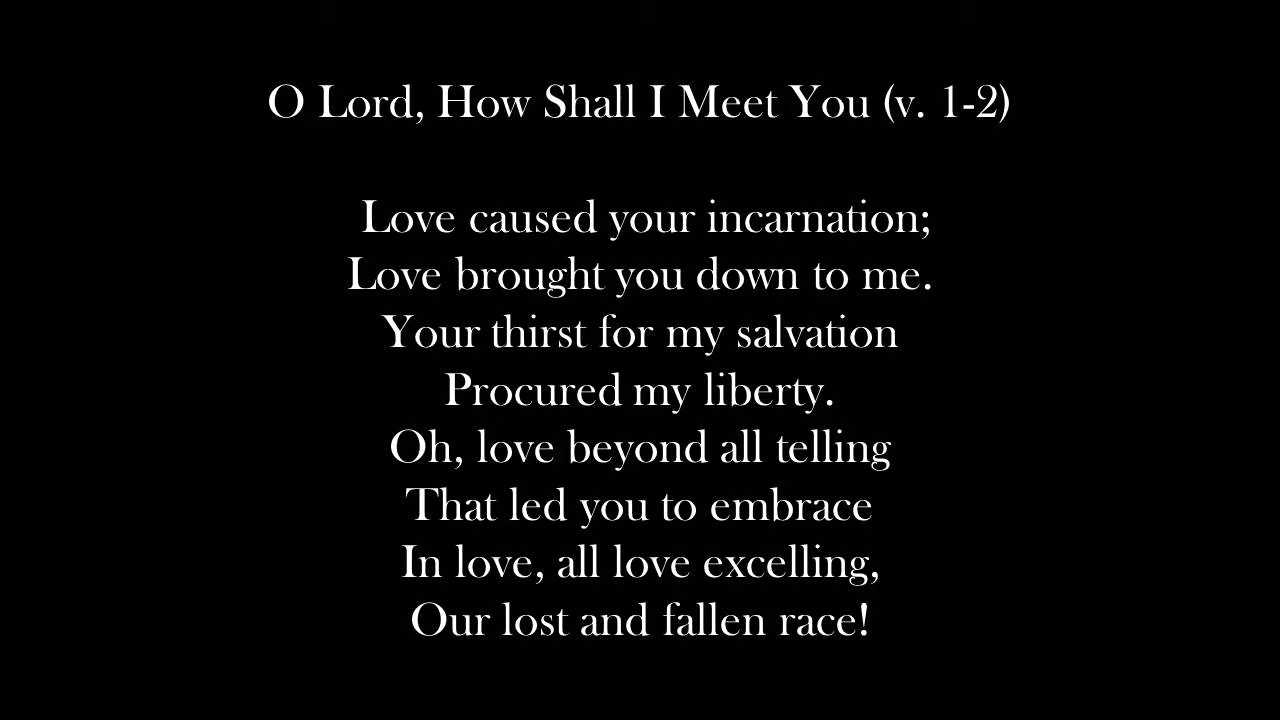 O Lord, How Shall I Meet You (v. 1-2)
Love caused your incarnation;
Love brought you down to me.
Your thirst for my salvation
Procured my liberty.
Oh, love beyond all telling
That led you to embrace
In love, all love excelling,
Our lost and fallen race!